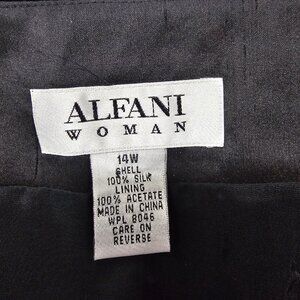 ALFANI
WOMAN
14W
SHELL
100% SILK
LINING
100% ACETATE
MADE IN CHINA
WPL 8046
CARE ON
REVERSE